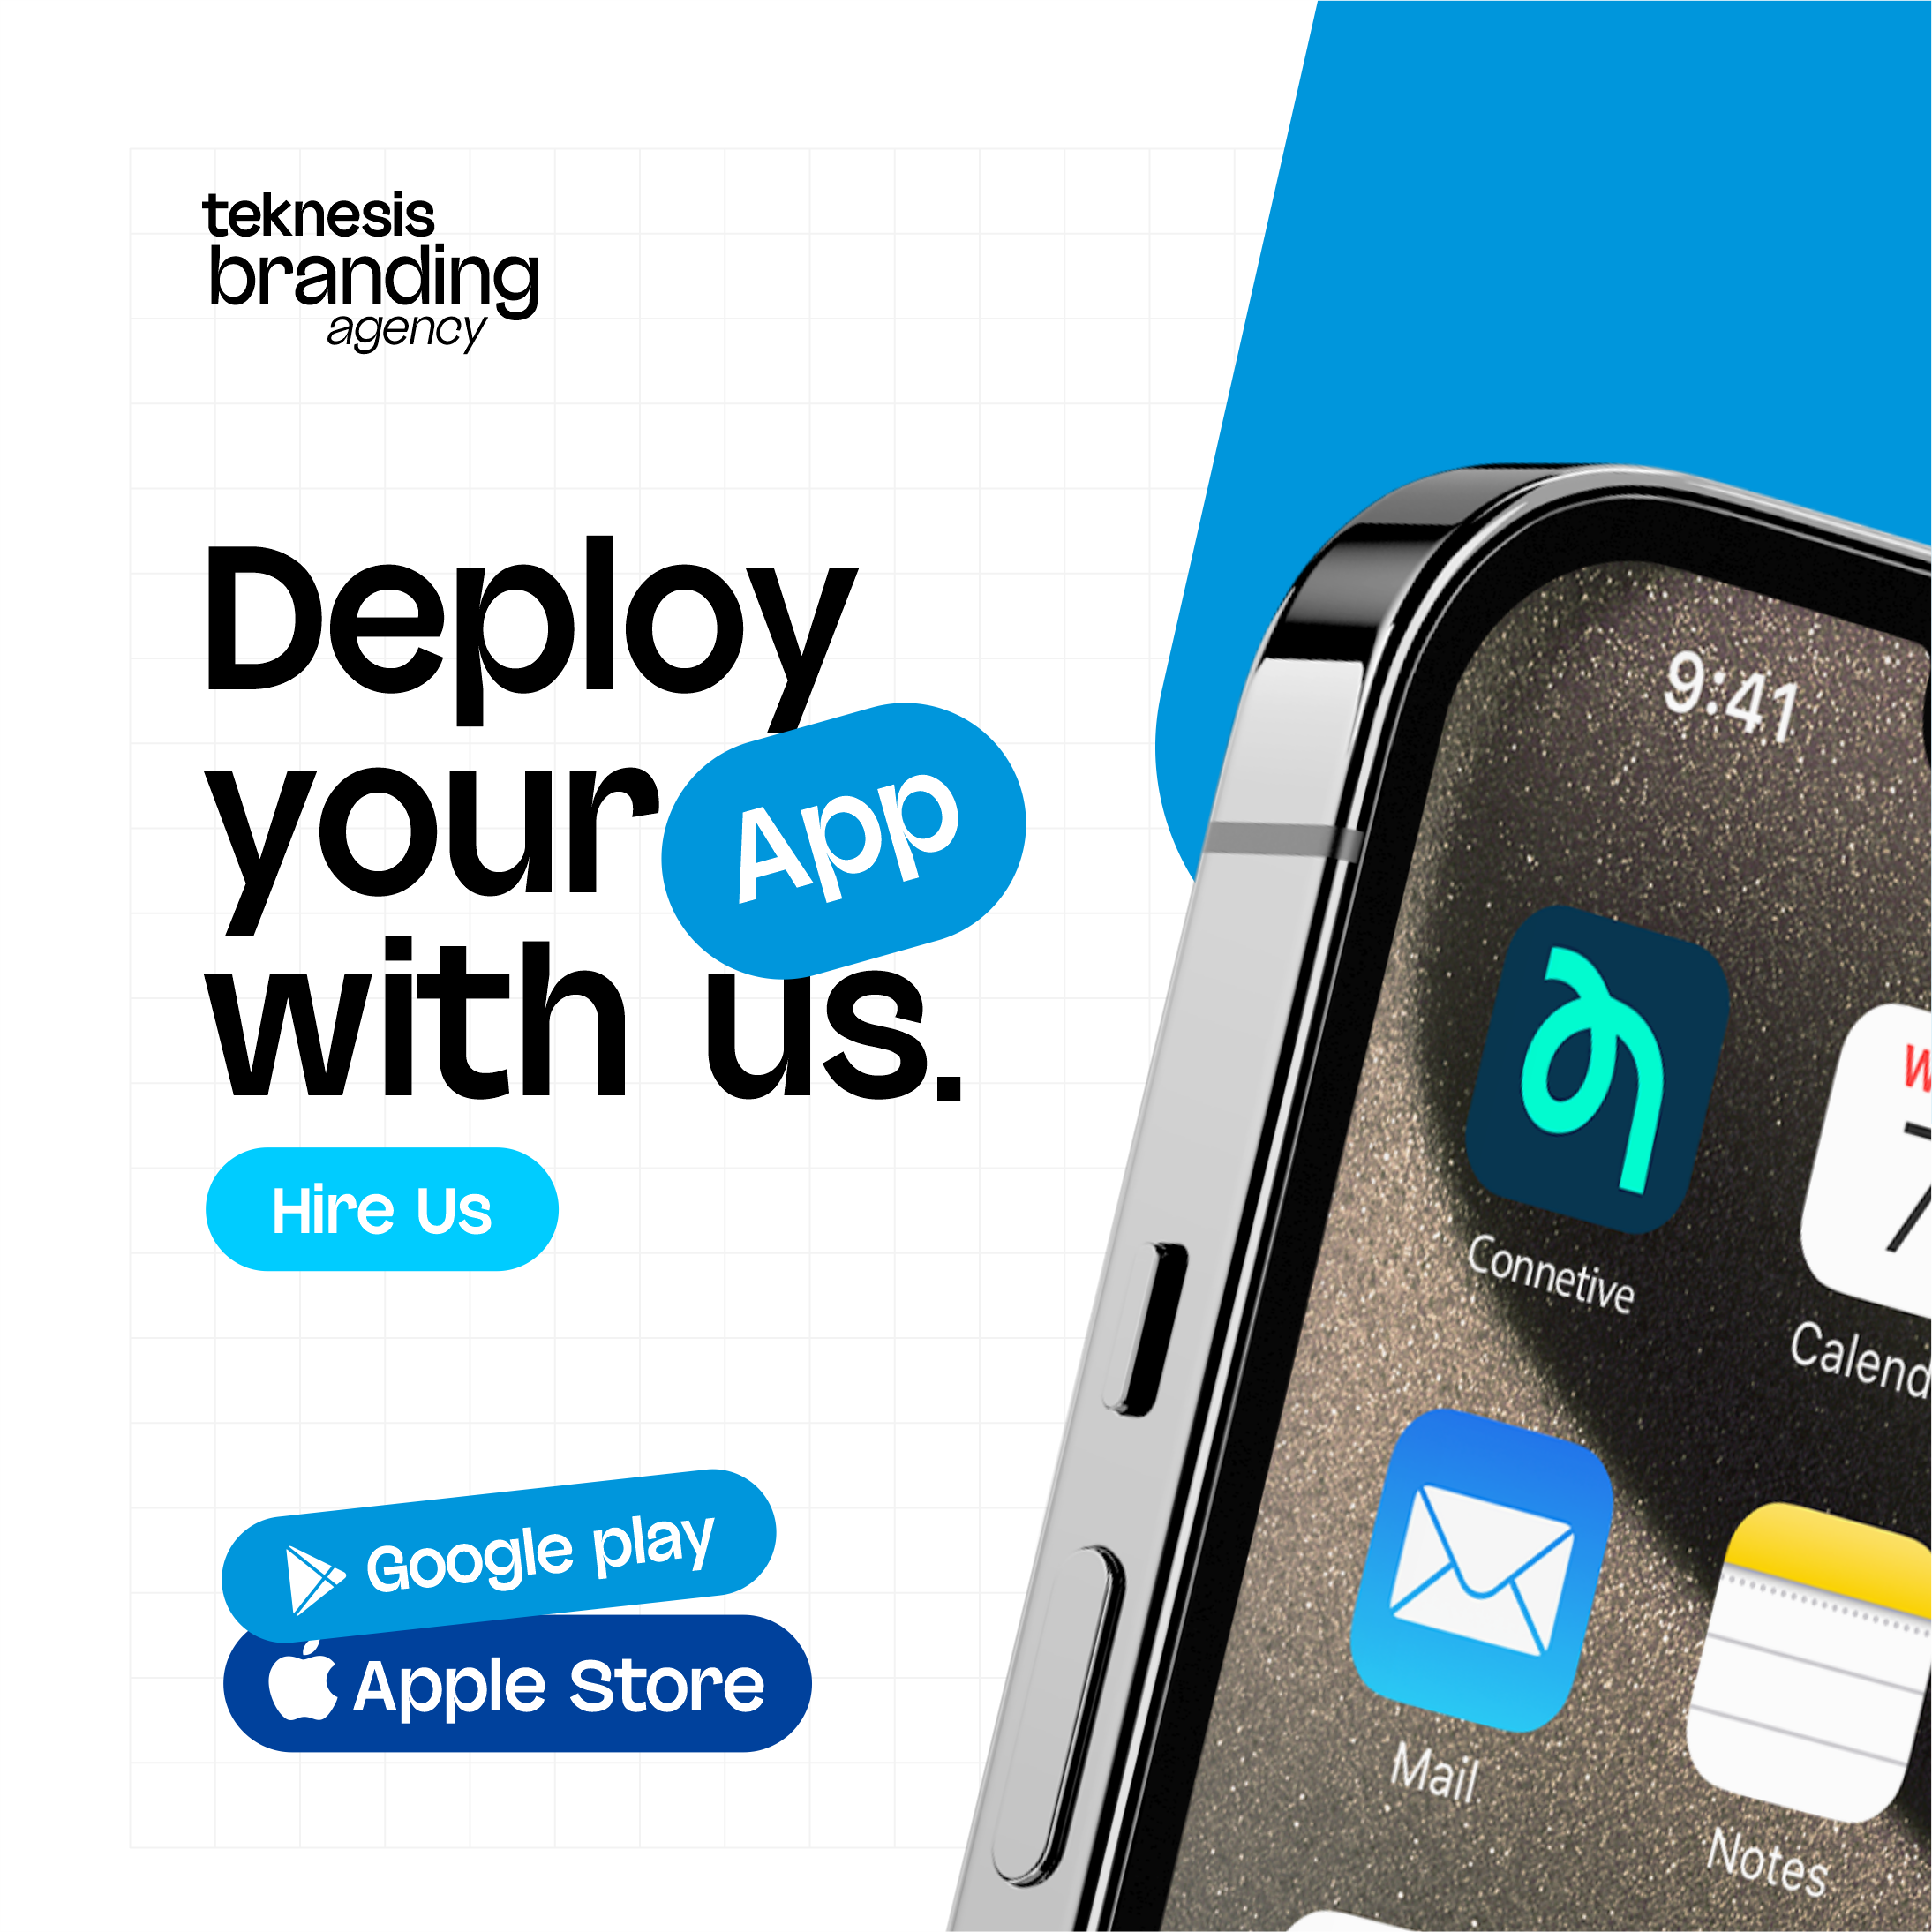 teknesis
branding
agency
Deploy
your App
with us.
Hire Us
Google play
Apple Store
9:41
Connetive
Calend
Mail
Notes